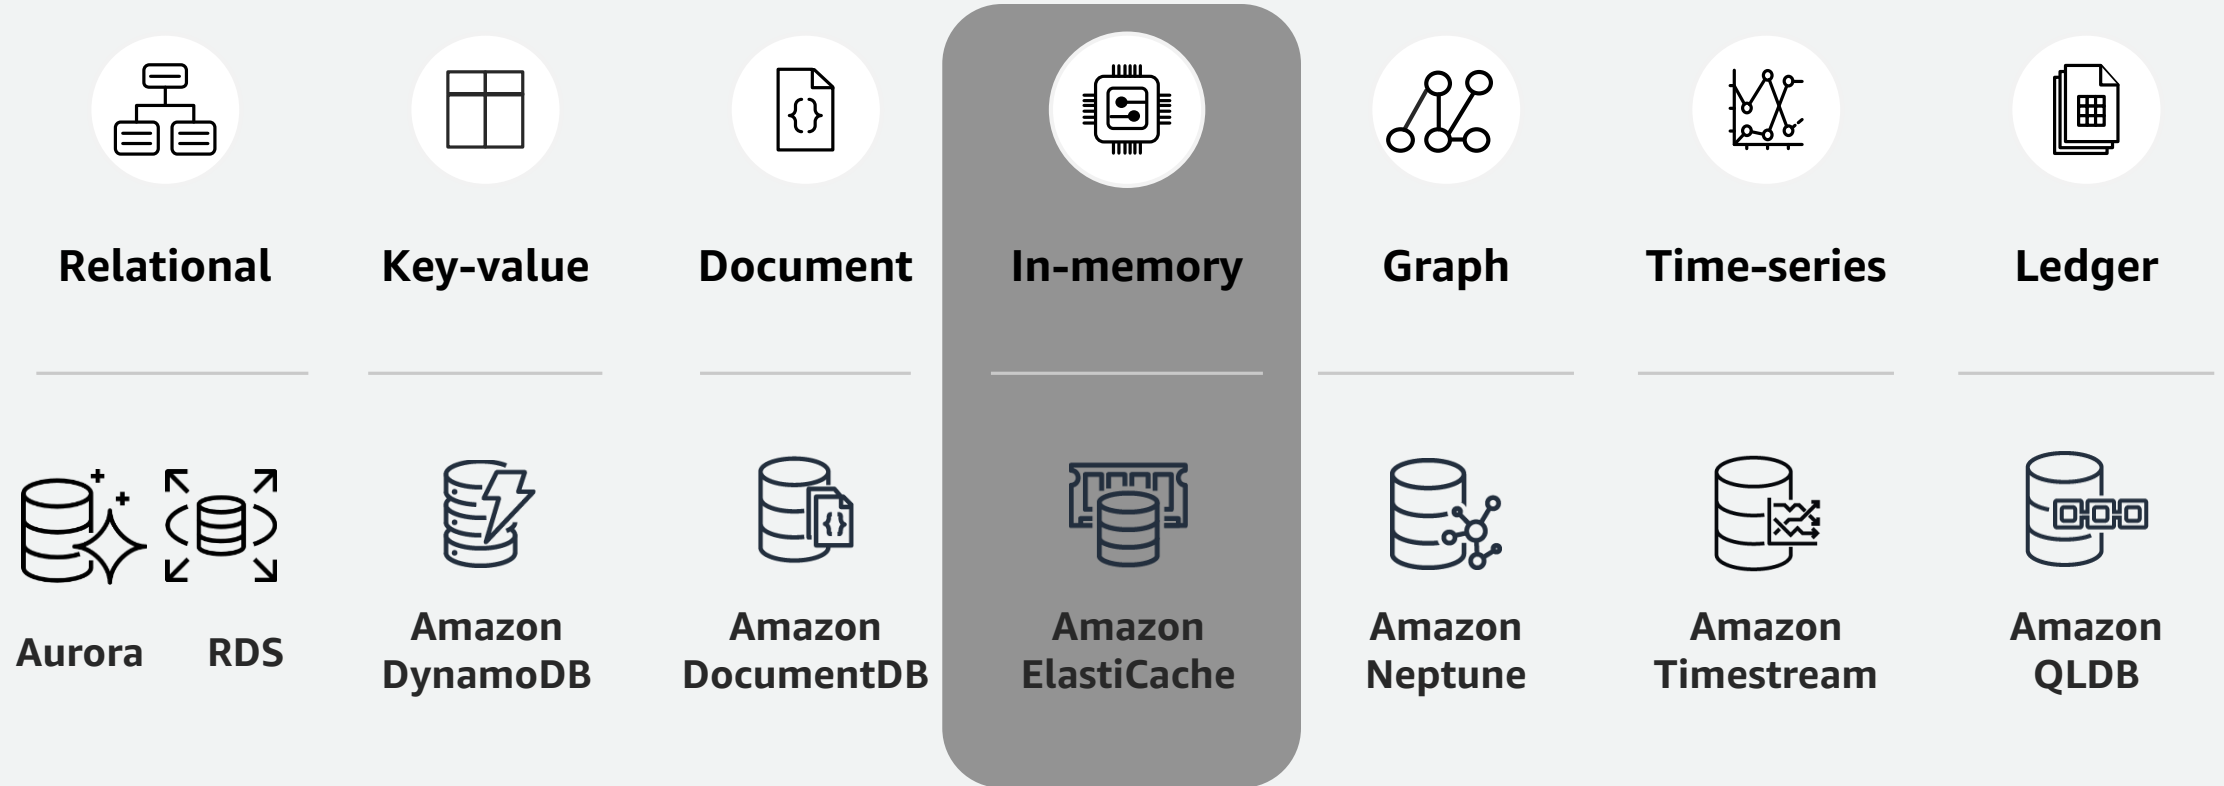 Relational
Key-value
Document
In-memory
Graph
Time-series
Ledger
Aurora
RDS
Amazon
DynamoDB
Amazon
DocumentDB
Amazon
ElastiCache
Amazon
Neptune
Amazon
Timestream
Amazon
QLDB